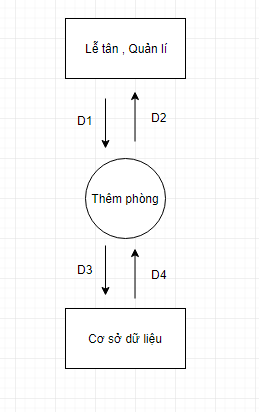 Lễ tân , Quản lí
D1
D2
Thêm phòng
D3
D4
Cơ sở dữ liệu